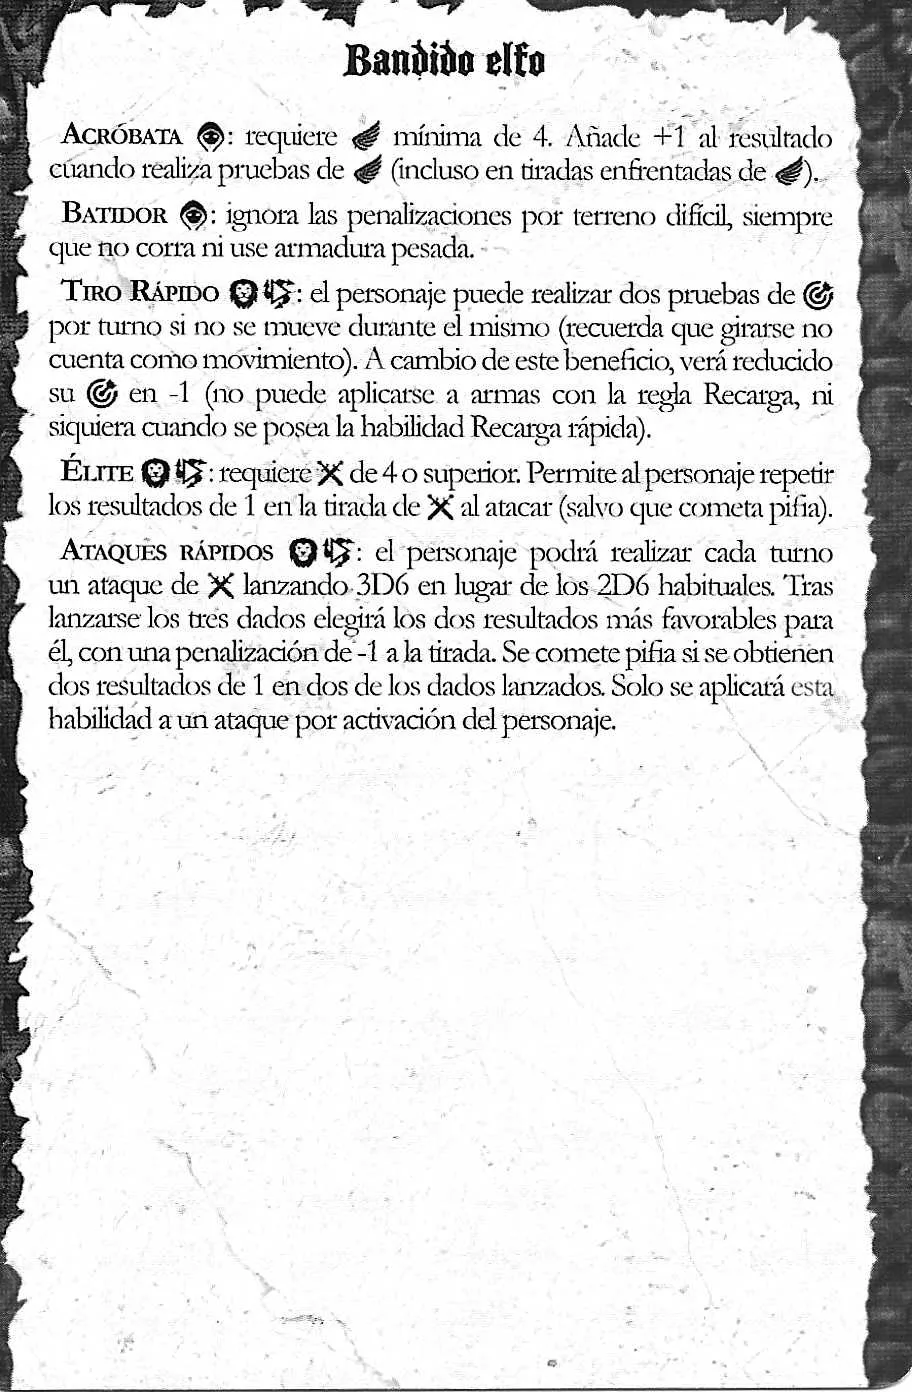 Bandido elfo
ACRÓBATA : requiere mínima de 4. Añade +1 al resultado
cuando realiza pruebas de (incluso en tiradas enfrentadas de ).
BATIDOR : ignora las penalizaciones por terreno difícil, siempre
que no corra ni use armadura pesada.
TIRO RÁPIDO : el personaje puede realizar dos pruebas de
por turno si no se mueve durante el mismo (recuerda que girarse no
cuenta como movimiento). A cambio de este beneficio, verá reducido
su en -1 (no puede aplicarse a armas con la regla Recarga, ni
siquiera cuando se posea la habilidad Recarga rápida).
ÉLITE : requiere de 4 o superior. Permite al personaje repetir
los resultados de 1 en la tirada de al atacar (salvo que cometa pifia).
ATAQUES RÁPIDOS : el personaje podrá realizar cada turno
un ataque de lanzando 3D6 en lugar de los 2D6 habituales. Tras
lanzarse los tres dados elegirá los dos resultados más favorables para
él, con una penalización de -1 a la tirada. Se comete pifia si se obtienen
dos resultados de 1 en dos de los dados lanzados. Solo se aplicará esta
habilidad a un ataque por activación del personaje.